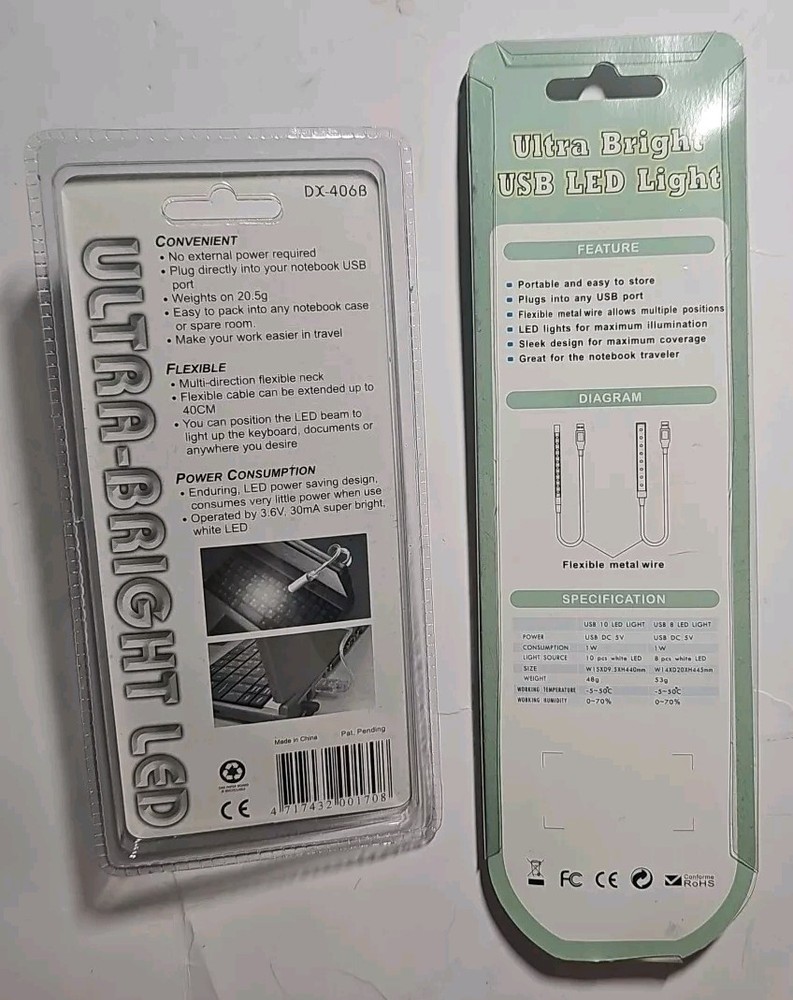 DX-406B
ULTRA-BRIGHT LED
CONVENIENT
• No external power required
• Plug directly into your notebook USB
port
• Weights on 20.5g
• Easy to pack into any notebook case
or spare room.
• Make your work easier in travel
FLEXIBLE
• Multi-direction flexible neck
• Flexible cable can be extended up to
40CM
• You can position the LED beam to
light up the keyboard, documents or
anywhere you desire
POWER CONSUMPTION
• Enduring, LED power saving design,
consumes very little power when use
• Operated by 3.6V, 30mA super bright,
white LED
Made in China
Pat. Pending
CE
4 717432 001708
Ultra Bright
USB LED Light
FEATURE
Portable and easy to store
Plugs into any USB port
Flexible metal wire allows multiple positions
LED lights for maximum illumination
Sleek design for maximum coverage
Great for the notebook traveler
DIAGRAM
Flexible metal wire
SPECIFICATION
USB 10 LED LIGHT USB 8 LED LIGHT
POWER USB DC 5V USB DC 5V
CONSUMPTION 1W 1W
LIGHT SOURCE 10 pcs white LED 8 pcs white LED
SIZE W15XD9.5XH440mm W14XD20XH445mm
WEIGHT 48g 53g
WORKING TEMPERATURE -5~50℃ -5~50℃
WORKING HUMIDITY 0~70% 0~70%
FC CE Conforme
RoHS